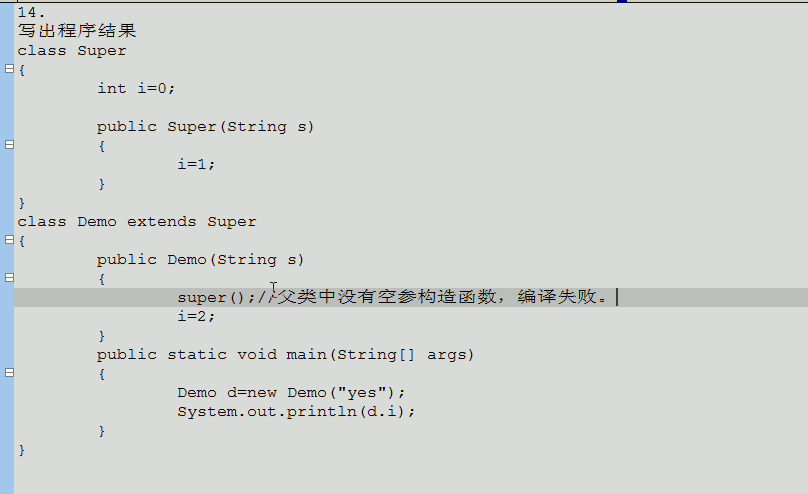 14.
写出程序结果
class Super
{
int i=0;
public Super(String s)
{
i=1;
}
}
class Demo extends Super
{
public Demo(String s)
{
super();//父类中没有空参构造函数，编译失败。
i=2;
}
public static void main(String[] args)
{
Demo d=new Demo("yes");
System.out.println(d.i);
}
}